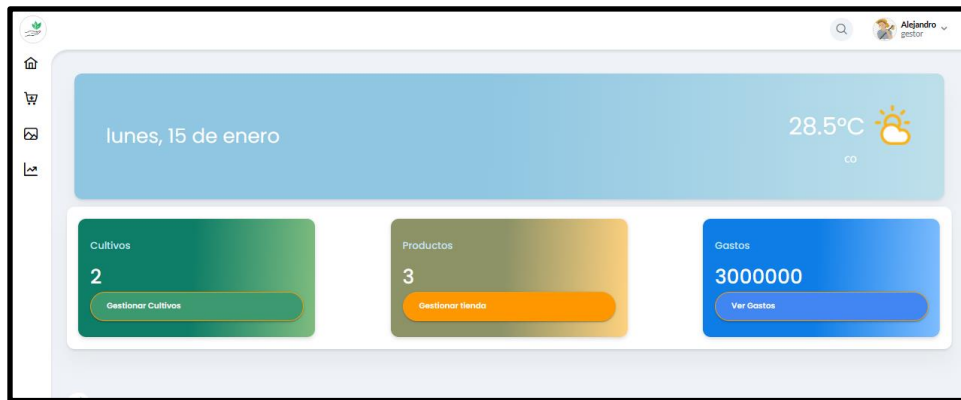 Alejandro
gestor
lunes, 15 de enero
28.5°C
CO
Cultivos
2
Gestionar Cultivos
Productos
3
Gestionar tienda
Gastos
3000000
Ver Gastos